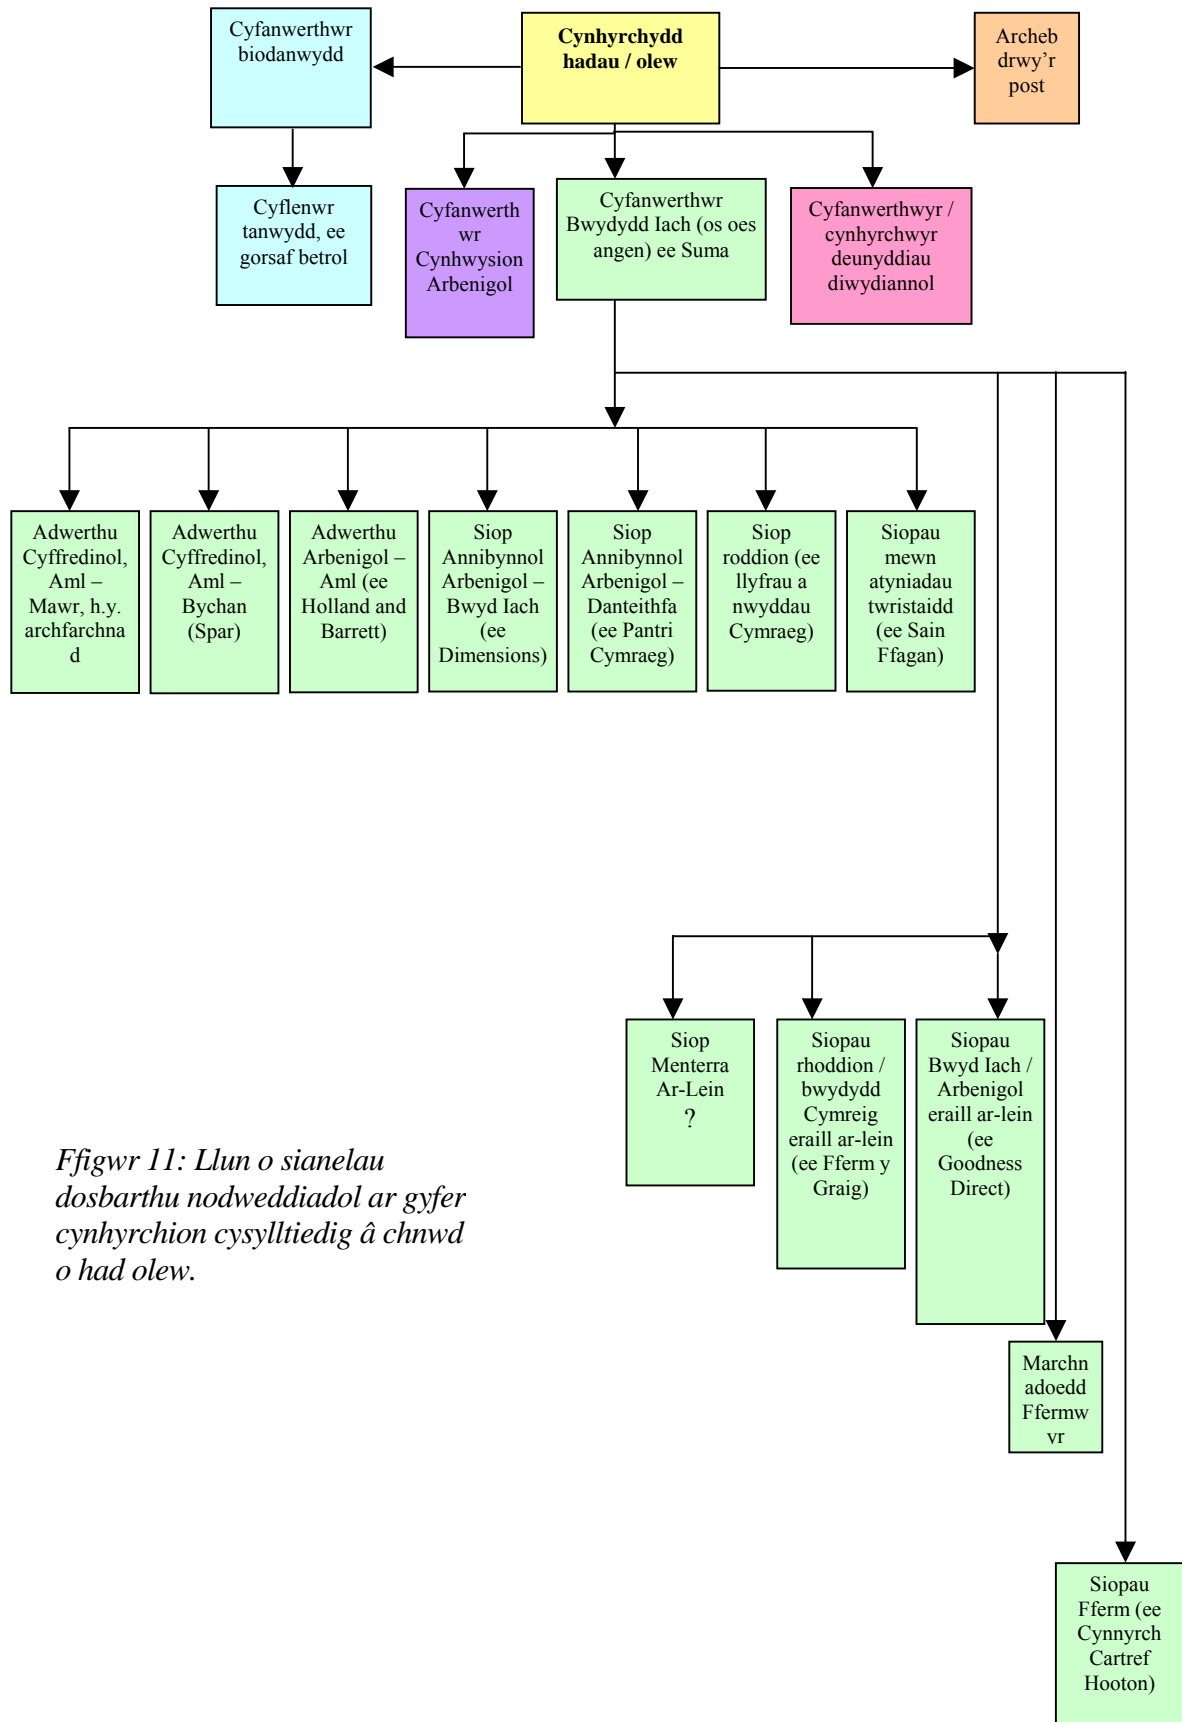 Cyfanwerthwr
biodanwydd
Cynhyrchydd
hadau / olew
Archeb
drwy'r
post
Cyflenwr
tanwydd, ee
gorsaf betrol
Cyfanwerth
wr
Cynhwysion
Arbenigol
Cyfanwerthwr
Bwydydd Iach (os oes
angen) ee Suma
Cyfanwerthwyr /
cynhyrchwyr
deunyddiau
diwydiannol
Adwerthu
Cyffredinol,
Aml –
Mawr, h.y.
archfarchna
d
Adwerthu
Cyffredinol,
Aml –
Bychan
(Spar)
Adwerthu
Arbenigol –
Aml (ee
Holland and
Barrett)
Siop
Annibynnol
Arbenigol –
Bwyd Iach
(ee
Dimensions)
Siop
Annibynnol
Arbenigol –
Danteithfa
(ee Pantri
Cymraeg)
Siop
roddion (ee
llyfrau a
nwyddau
Cymraeg)
Siopau
mewn
atyniadau
twristaidd
(ee Sain
Ffagan)
Siop
Menterra
Ar-Lein
?
Siopau
rhoddion /
bwydydd
Cymreig
eraill ar-lein
(ee Fferm y
Graig)
Siopau
Bwyd Iach /
Arbenigol
eraill ar-lein
(ee
Goodness
Direct)
Ffigwr 11: Llun o sianelau
dosbarthu nodweddiadol ar gyfer
cynhyrchion cysylltiedig â chnwd
o had olew.
Marchn
adoedd
Ffermw
yr
Siopau
Fferm (ee
Cynnyrch
Cartref
Hooton)